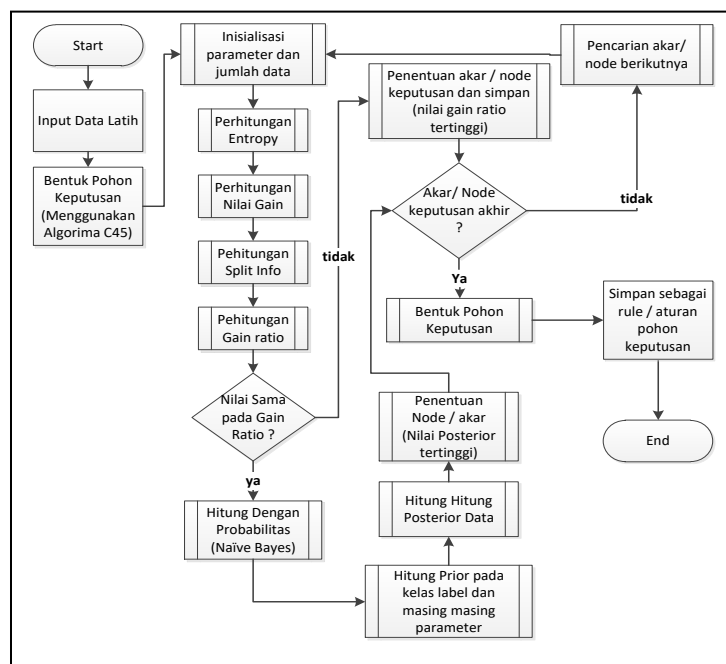 Start
Input Data Latih
Bentuk Pohon
Keputusan
(Menggunakan
Algorima C45)
Inisialisasi
parameter dan
jumlah data
Perhitungan
Entropy
Perhitungan
Nilai Gain
Pehitungan
Split Info
Pehitungan
Gain ratio
Nilai Sama
pada Gain
Ratio ?
tidak
ya
Hitung Dengan
Probabilitas
(Naïve Bayes)
Hitung Prior pada
kelas label dan
masing masing
parameter
Hitung Hitung
Posterior Data
Penentuan
Node / akar
(Nilai Posterior
tertinggi)
Penentuan akar / node
keputusan dan simpan
(nilai gain ratio
tertinggi)
Akar/ Node
keputusan akhir
?
tidak
Pencarian akar/
node berikutnya
Ya
Bentuk Pohon
Keputusan
Simpan sebagai
rule / aturan
pohon
keputusan
End